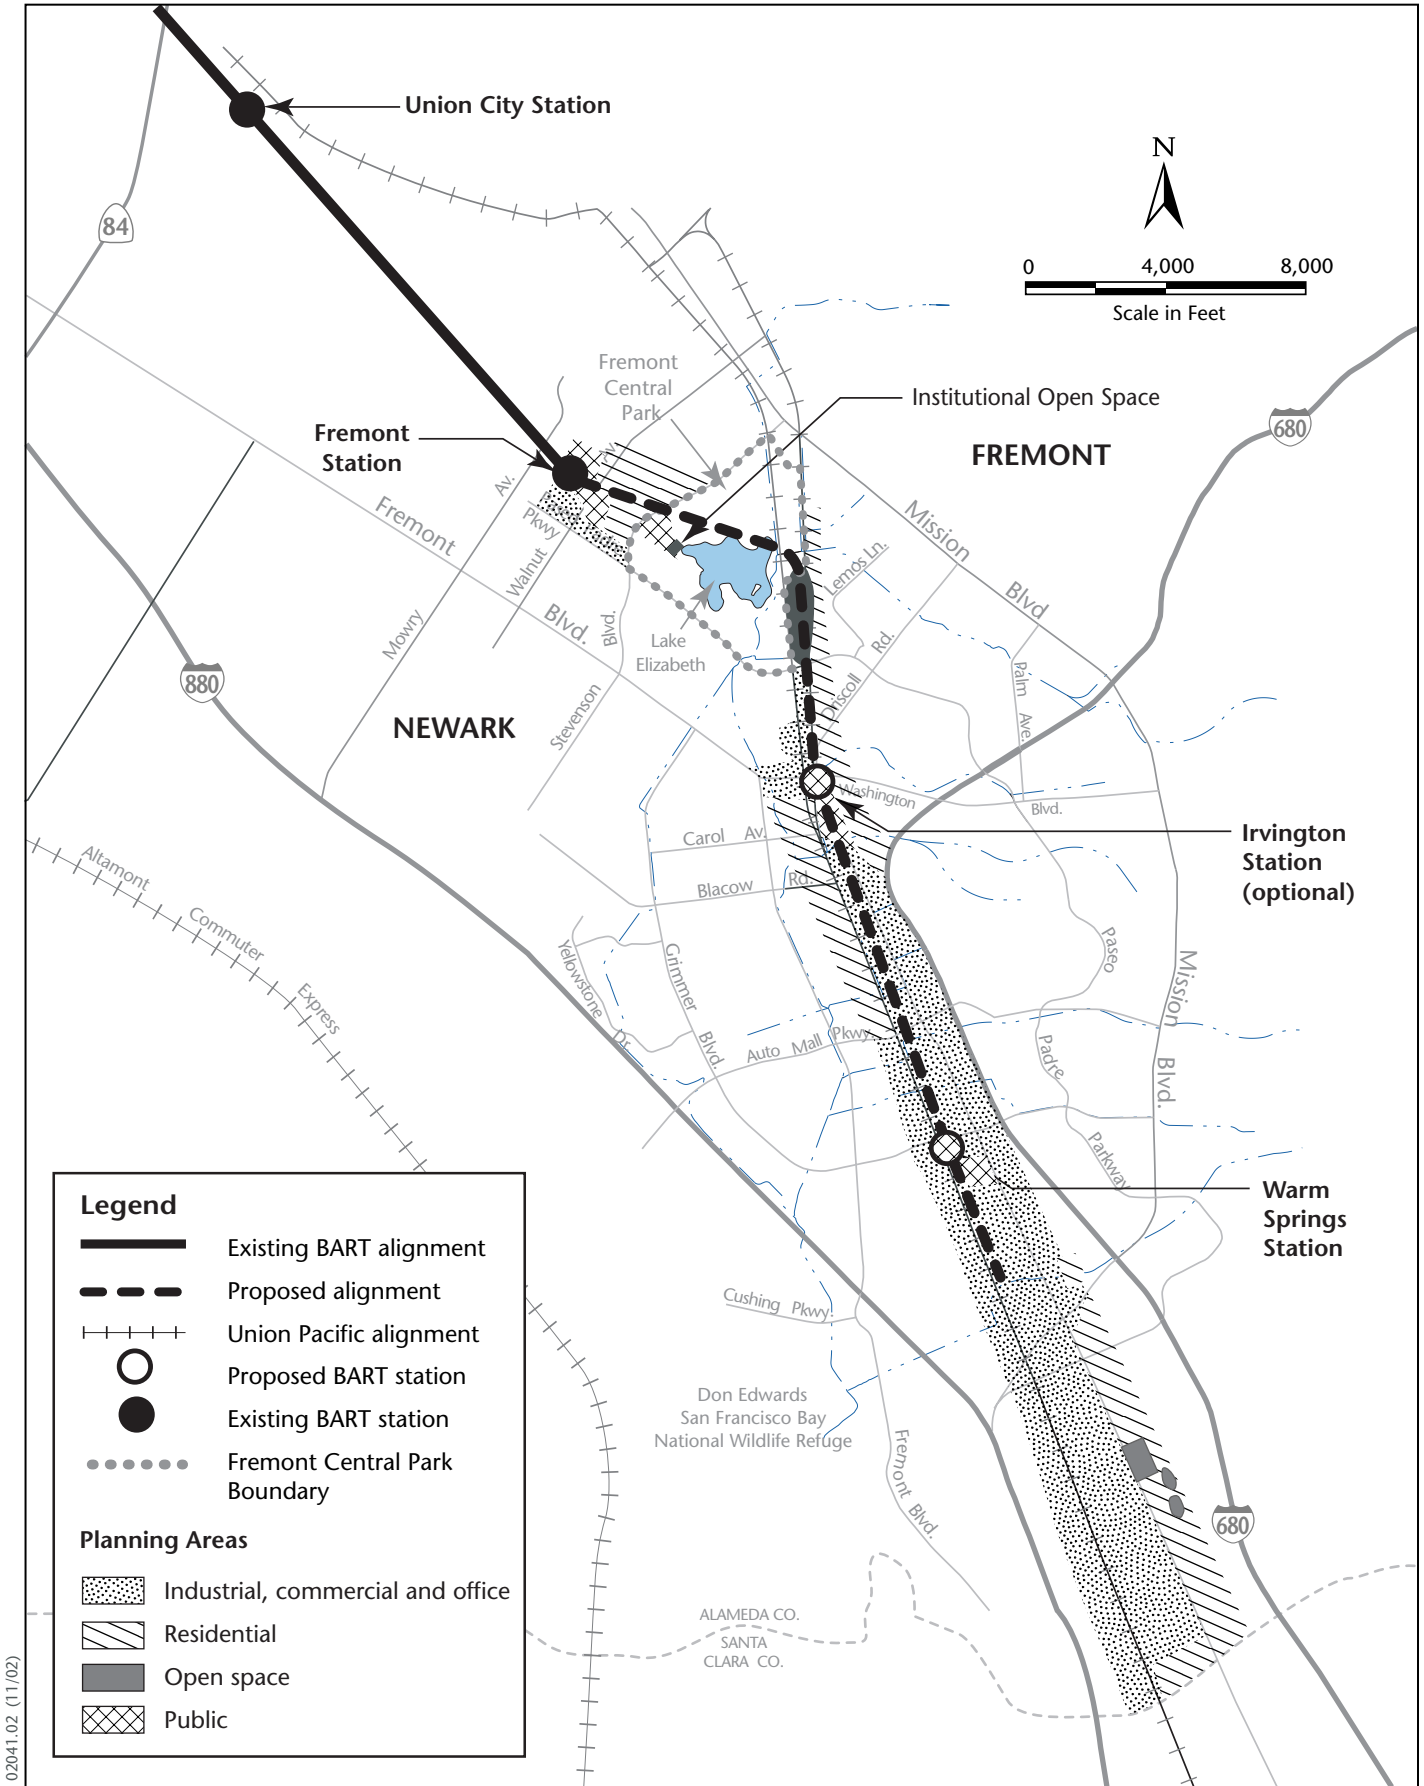 Union City Station
N
84
0 4,000 8,000
Scale in Feet
Fremont
Central
Park
Institutional Open Space
680
Fremont
Station
FREMONT
Av.
Av.
Fremont
Pkwy
Mission
Walnut
Lemos Ln.
Blvd
Blvd.
Blvd.
Mowry
Lake
Elizabeth
Rd.
880
Palm Ave.
Driscoll
Stevenson
NEWARK
Washington
Blvd.
Carol Av.
Irvington
Station
(optional)
Altamont
Commuter
Express
Blacow Rd.
Yellowstone
Dr.
Grimmer
Blvd.
Paseo
Padre
Parkway
Mission
Blvd.
Auto Mall Pkwy.
Warm
Springs
Station
Cushing Pkwy.
Don Edwards
San Francisco Bay
National Wildlife Refuge
Fremont Blvd.
680
ALAMEDA CO.
SANTA
CLARA CO.
Legend
Existing BART alignment
Proposed alignment
Union Pacific alignment
Proposed BART station
Existing BART station
Fremont Central Park
Boundary
Planning Areas
Industrial, commercial and office
Residential
Open space
Public
02041.02 (11/02)